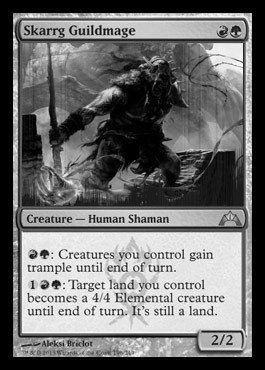 Skarrg Guildmage
Creature — Human Shaman
: Creatures you control gain
trample until end of turn.
1 : Target land you control
becomes a 4/4 Elemental creature
until end of turn. It's still a land.
Aleksi Briclot
2/2